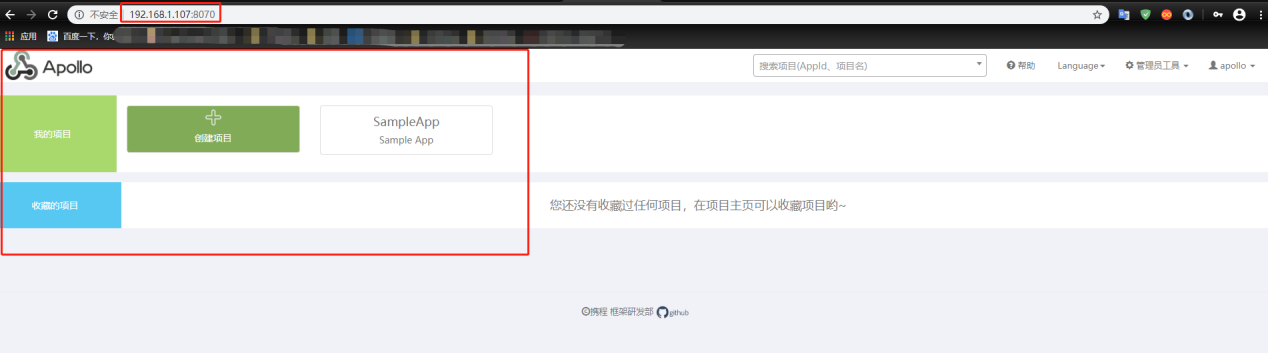 不安全 192.168.1.107:8070
应用 百度一下，你
Apollo 搜索项目(AppId、项目名) 帮助 Language 管理员工具 apollo
我的项目
创建项目
SampleApp
Sample App
收藏的项目
您还没有收藏过任何项目，在项目主页可以收藏项目哟~
©携程 框架研发部 github